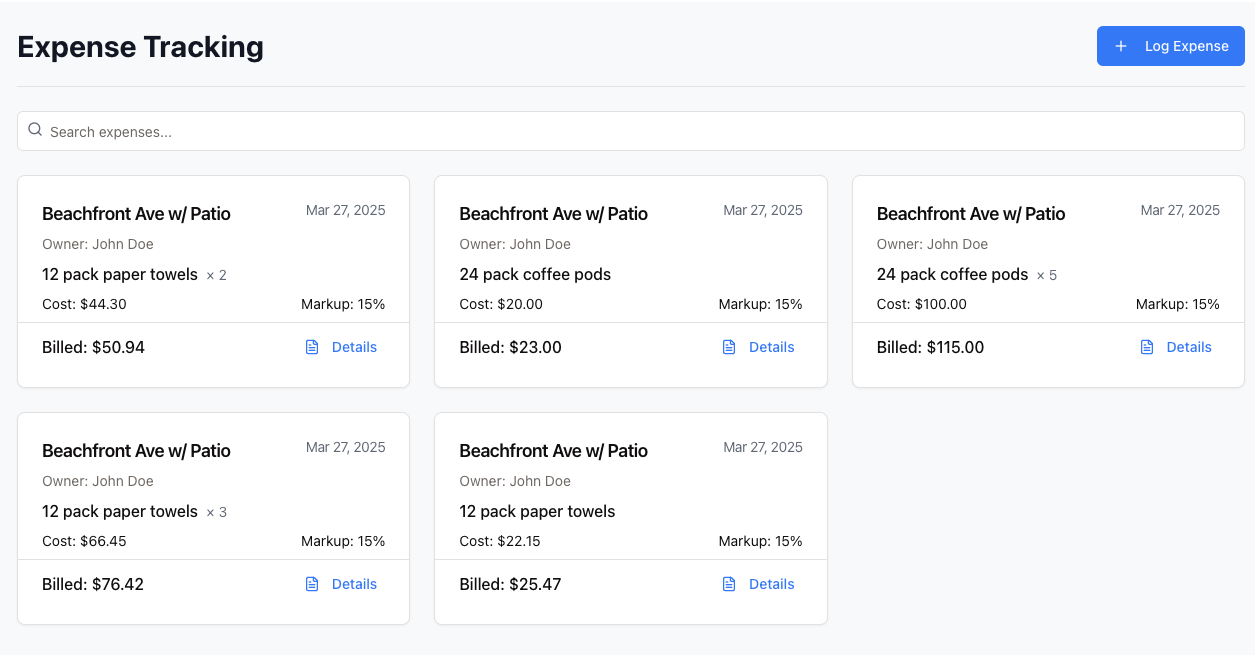 Expense Tracking
+ Log Expense
Search expenses...
Beachfront Ave w/ Patio Mar 27, 2025
Owner: John Doe
12 pack paper towels × 2
Cost: $44.30 Markup: 15%
Billed: $50.94 Details
Beachfront Ave w/ Patio Mar 27, 2025
Owner: John Doe
24 pack coffee pods
Cost: $20.00 Markup: 15%
Billed: $23.00 Details
Beachfront Ave w/ Patio Mar 27, 2025
Owner: John Doe
24 pack coffee pods × 5
Cost: $100.00 Markup: 15%
Billed: $115.00 Details
Beachfront Ave w/ Patio Mar 27, 2025
Owner: John Doe
12 pack paper towels × 3
Cost: $66.45 Markup: 15%
Billed: $76.42 Details
Beachfront Ave w/ Patio Mar 27, 2025
Owner: John Doe
12 pack paper towels
Cost: $22.15 Markup: 15%
Billed: $25.47 Details